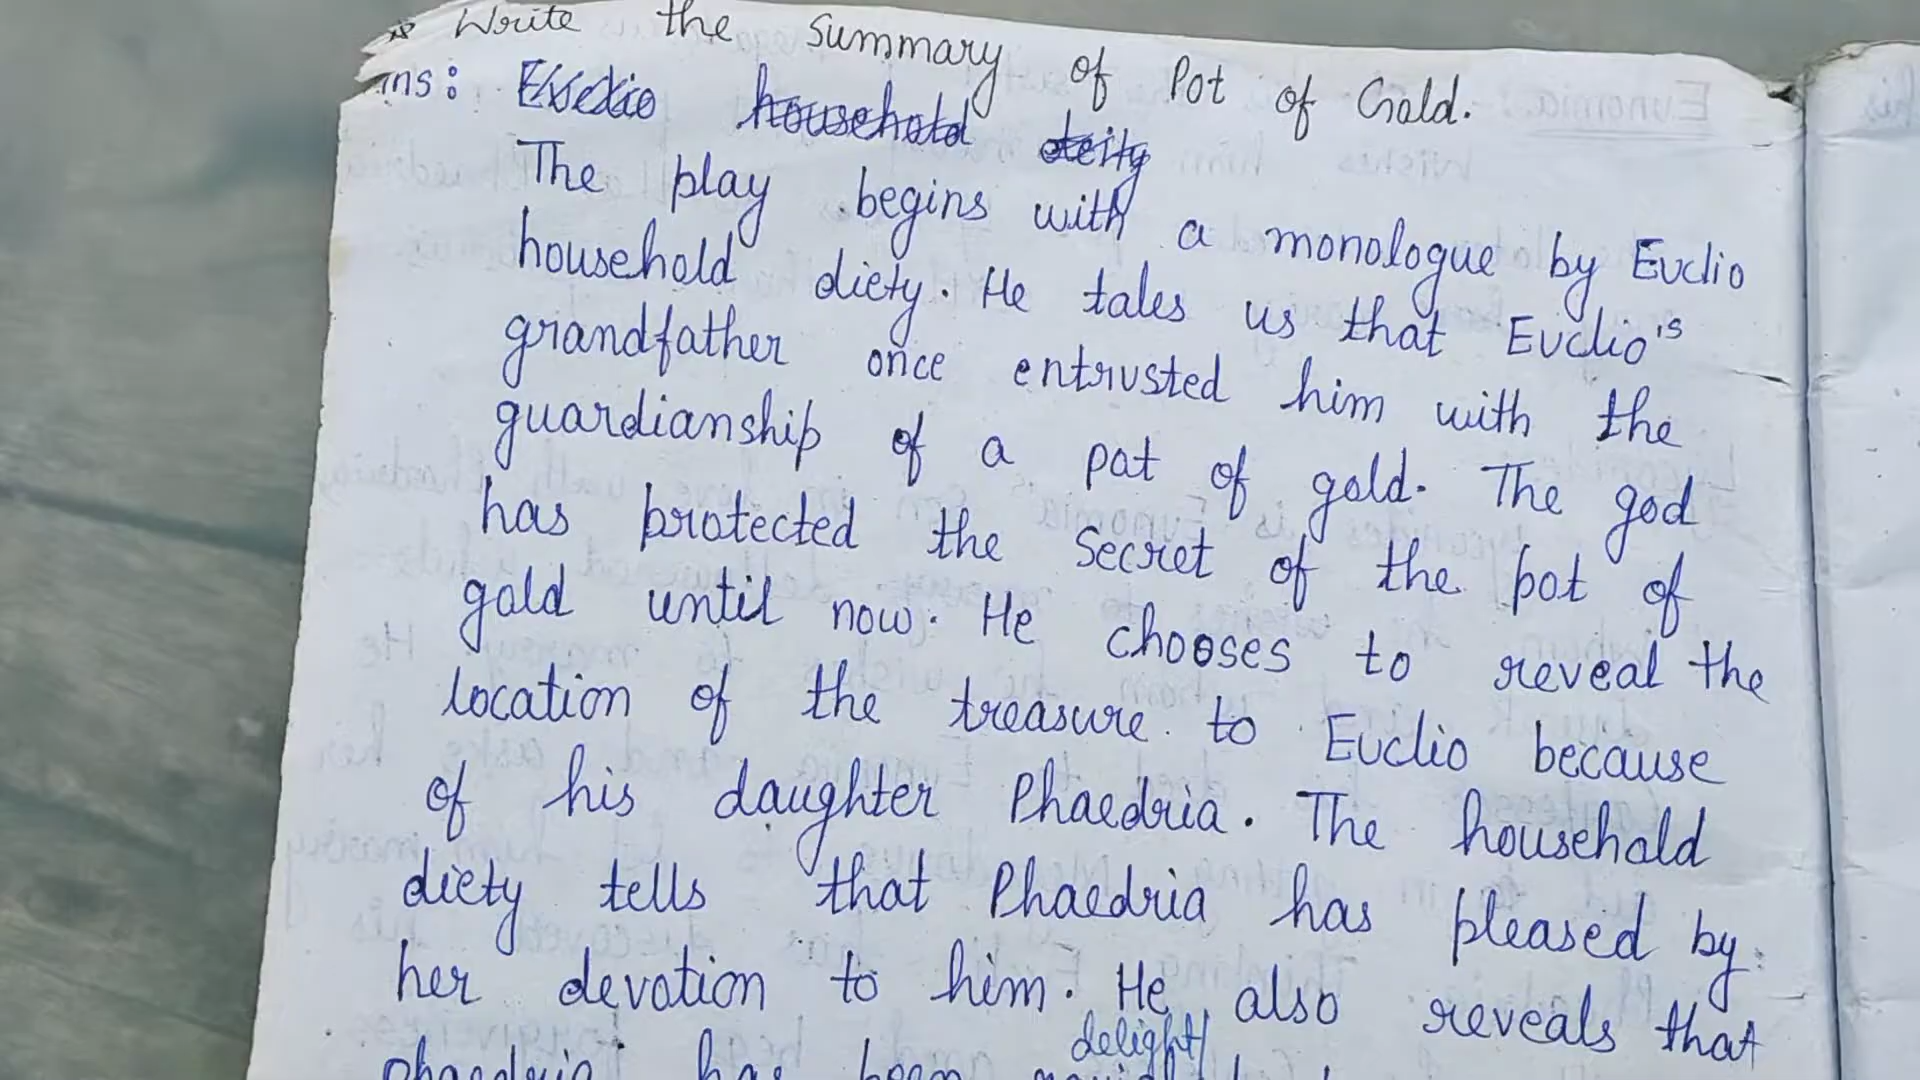 Write the Summary of Pot of Gold.
ns: Euclio household deity
The play begins with a monologue by Euclio
household diety. He tales us that Euclio's
grandfather once entrusted him with the
guardianship of a pot of gold. The god
has protected the Secret of the pot of
gold until now. He chooses to reveal the
location of the treasure to Euclio because
of his daughter Phaedria. The household
diety tells that Phaedria has pleased by
her devotion to him. He also reveals that
delight
phaedria has been